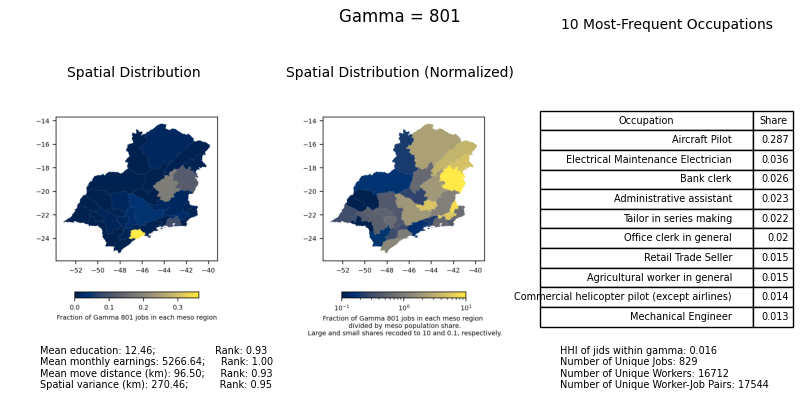 Gamma = 801
10 Most-Frequent Occupations
Spatial Distribution
Spatial Distribution (Normalized)
−14
−16
−18
−20
−22
−24
−52 −50 −48 −46 −44 −42 −40
0.0 0.1 0.2 0.3
Fraction of Gamma 801 jobs in each meso region
−14
−16
−18
−20
−22
−24
−52 −50 −48 −46 −44 −42 −40
10⁻¹ 10⁰ 10¹
Fraction of Gamma 801 jobs in each meso region
divided by meso population share.
Large and small shares recoded to 10 and 0.1, respectively.
Occupation Share
Aircraft Pilot 0.287
Electrical Maintenance Electrician 0.036
Bank clerk 0.026
Administrative assistant 0.023
Tailor in series making 0.022
Office clerk in general 0.02
Retail Trade Seller 0.015
Agricultural worker in general 0.015
Commercial helicopter pilot (except airlines) 0.014
Mechanical Engineer 0.013
Mean education: 12.46; Rank: 0.93
Mean monthly earnings: 5266.64; Rank: 1.00
Mean move distance (km): 96.50; Rank: 0.93
Spatial variance (km): 270.46; Rank: 0.95
HHI of jids within gamma: 0.016
Number of Unique Jobs: 829
Number of Unique Workers: 16712
Number of Unique Worker-Job Pairs: 17544